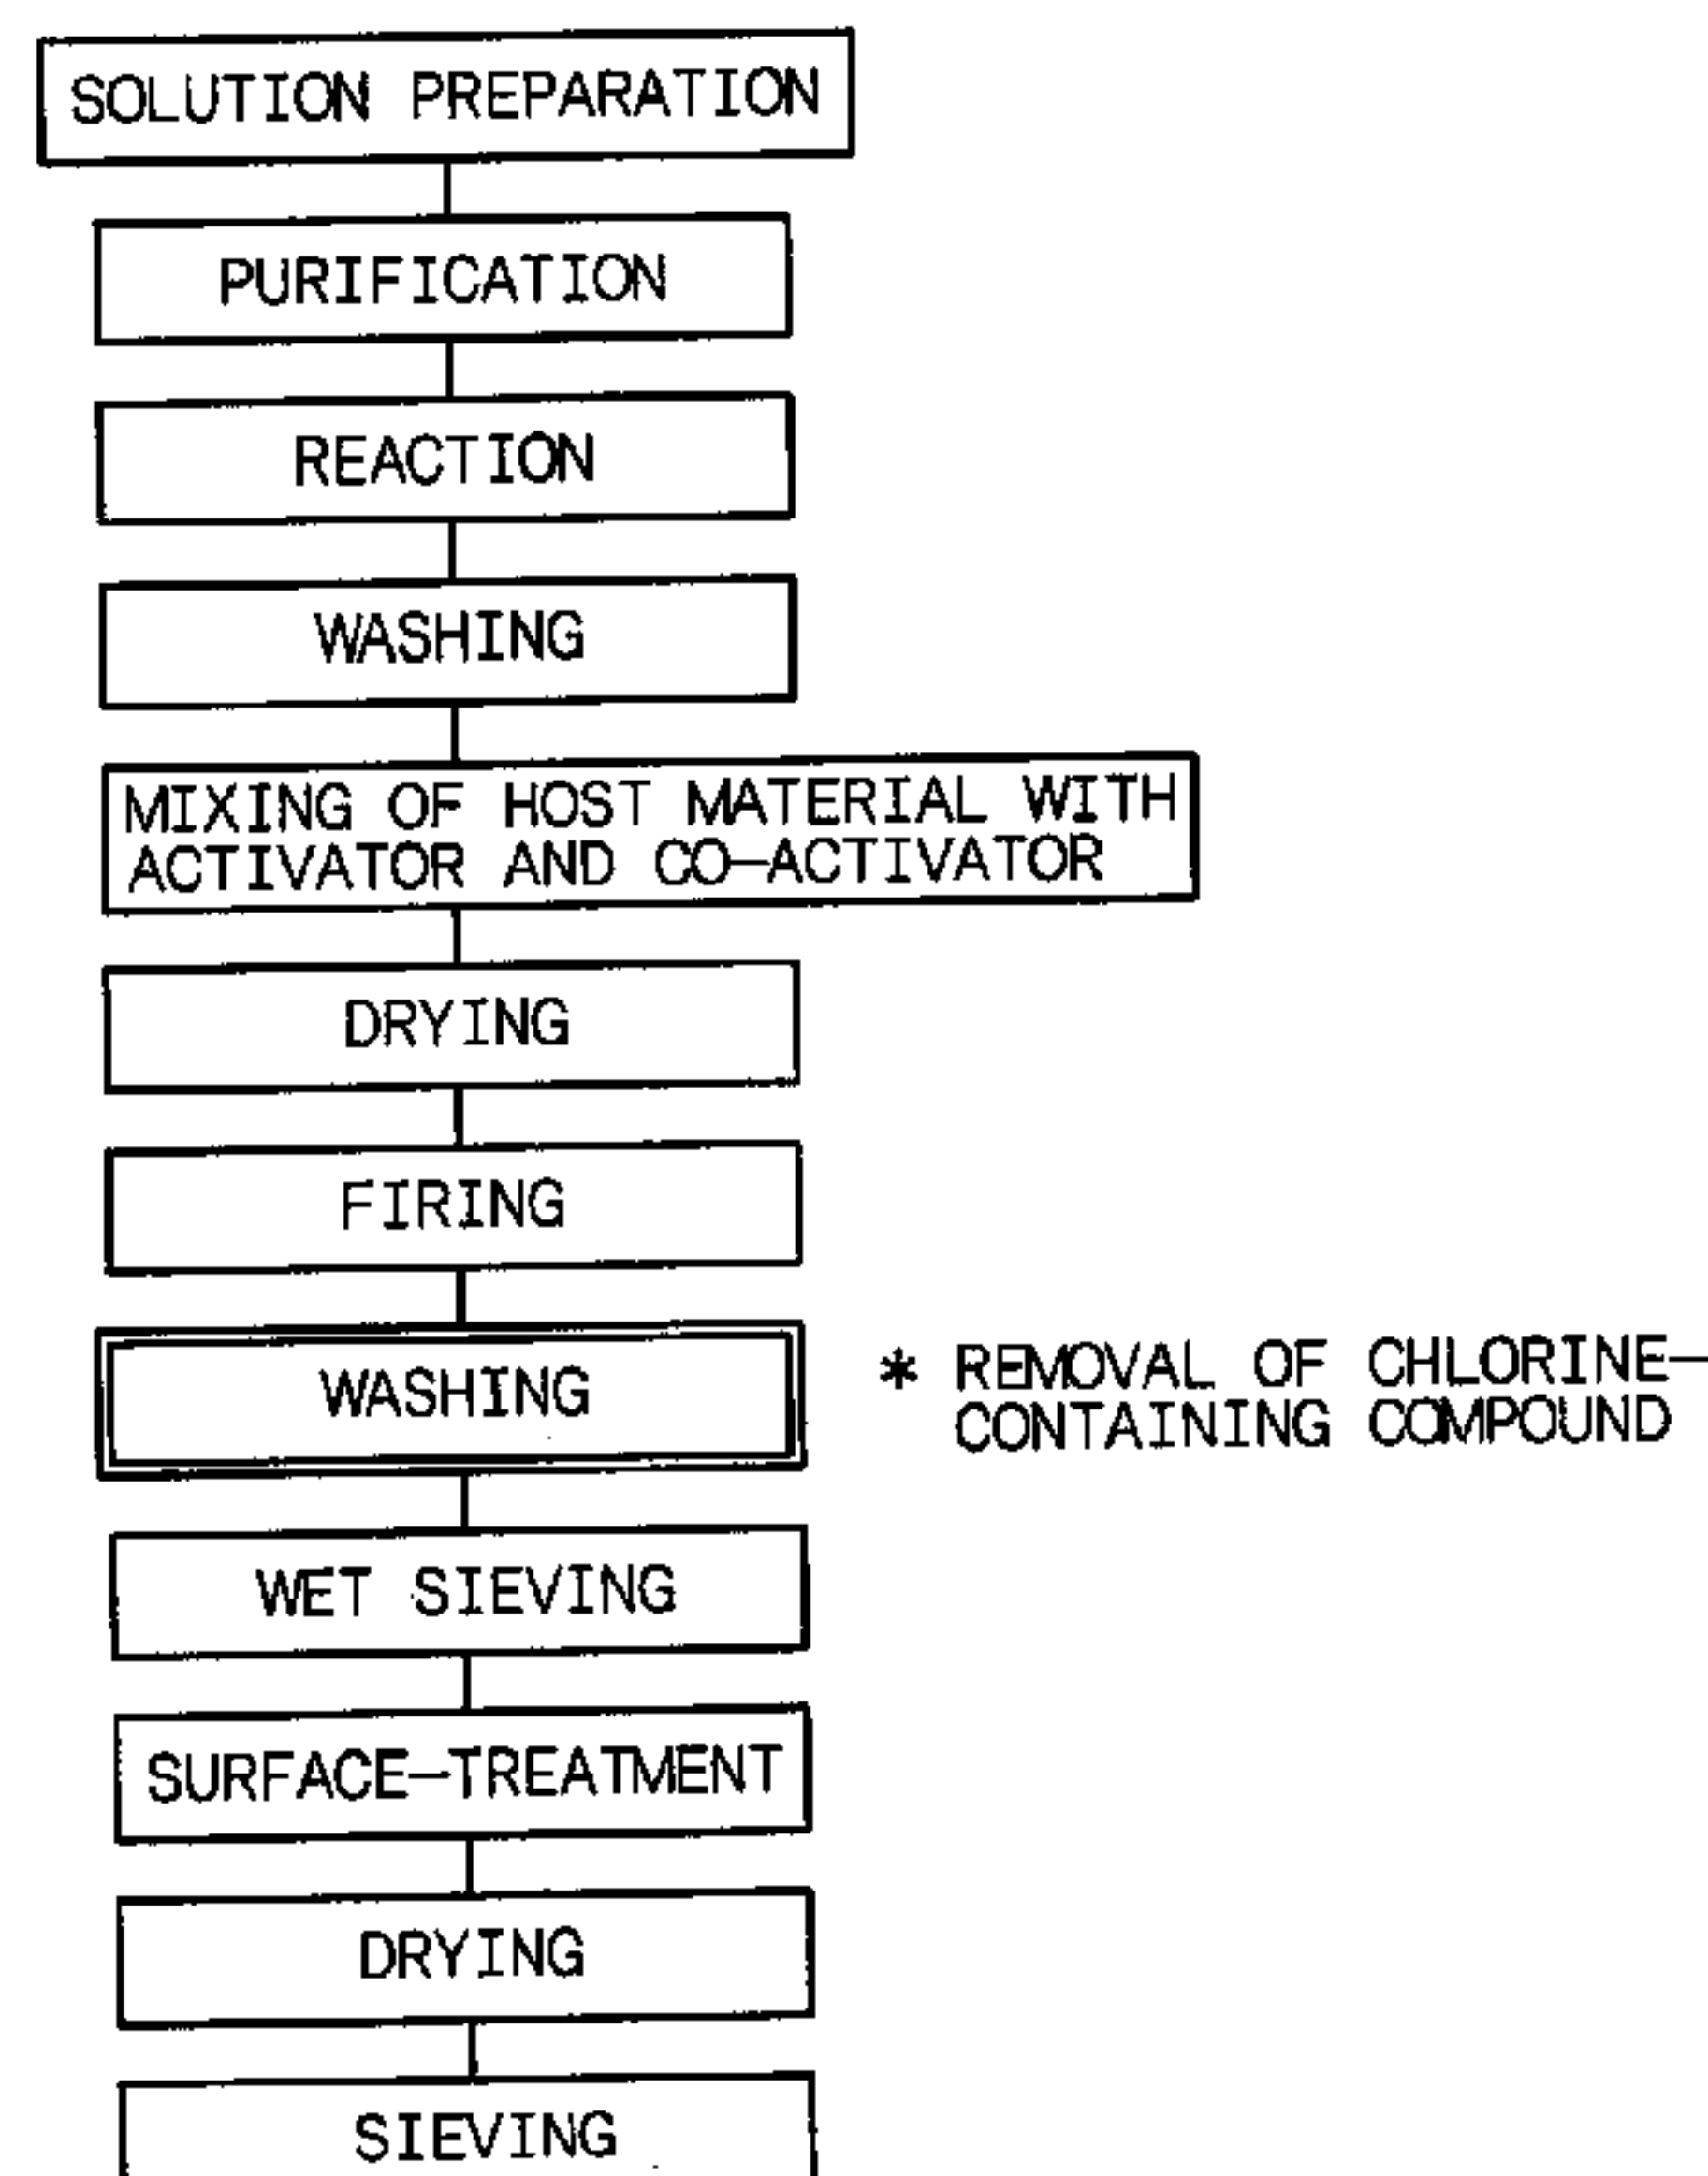 SOLUTION PREPARATION
PURIFICATION
REACTION
WASHING
MIXING OF HOST MATERIAL WITH
ACTIVATOR AND CO-ACTIVATOR
DRYING
FIRING
WASHING
* REMOVAL OF CHLORINE-
CONTAINING COMPOUND
WET SIEVING
SURFACE-TREATMENT
DRYING
SIEVING